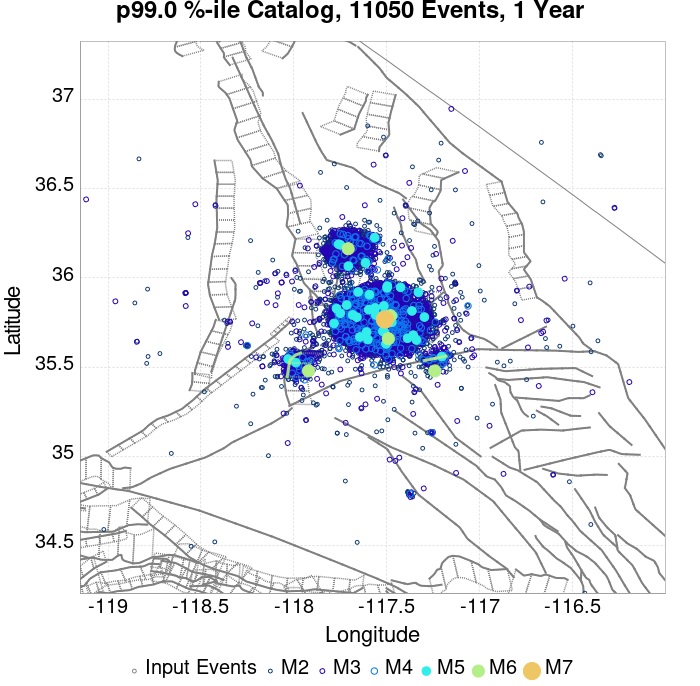 p99.0 %-ile Catalog, 11050 Events, 1 Year
37
36.5
36
35.5
35
34.5
Latitude
-119 -118.5 -118 -117.5 -117 -116.5
Longitude
Input Events M2 M3 M4 M5 M6 M7